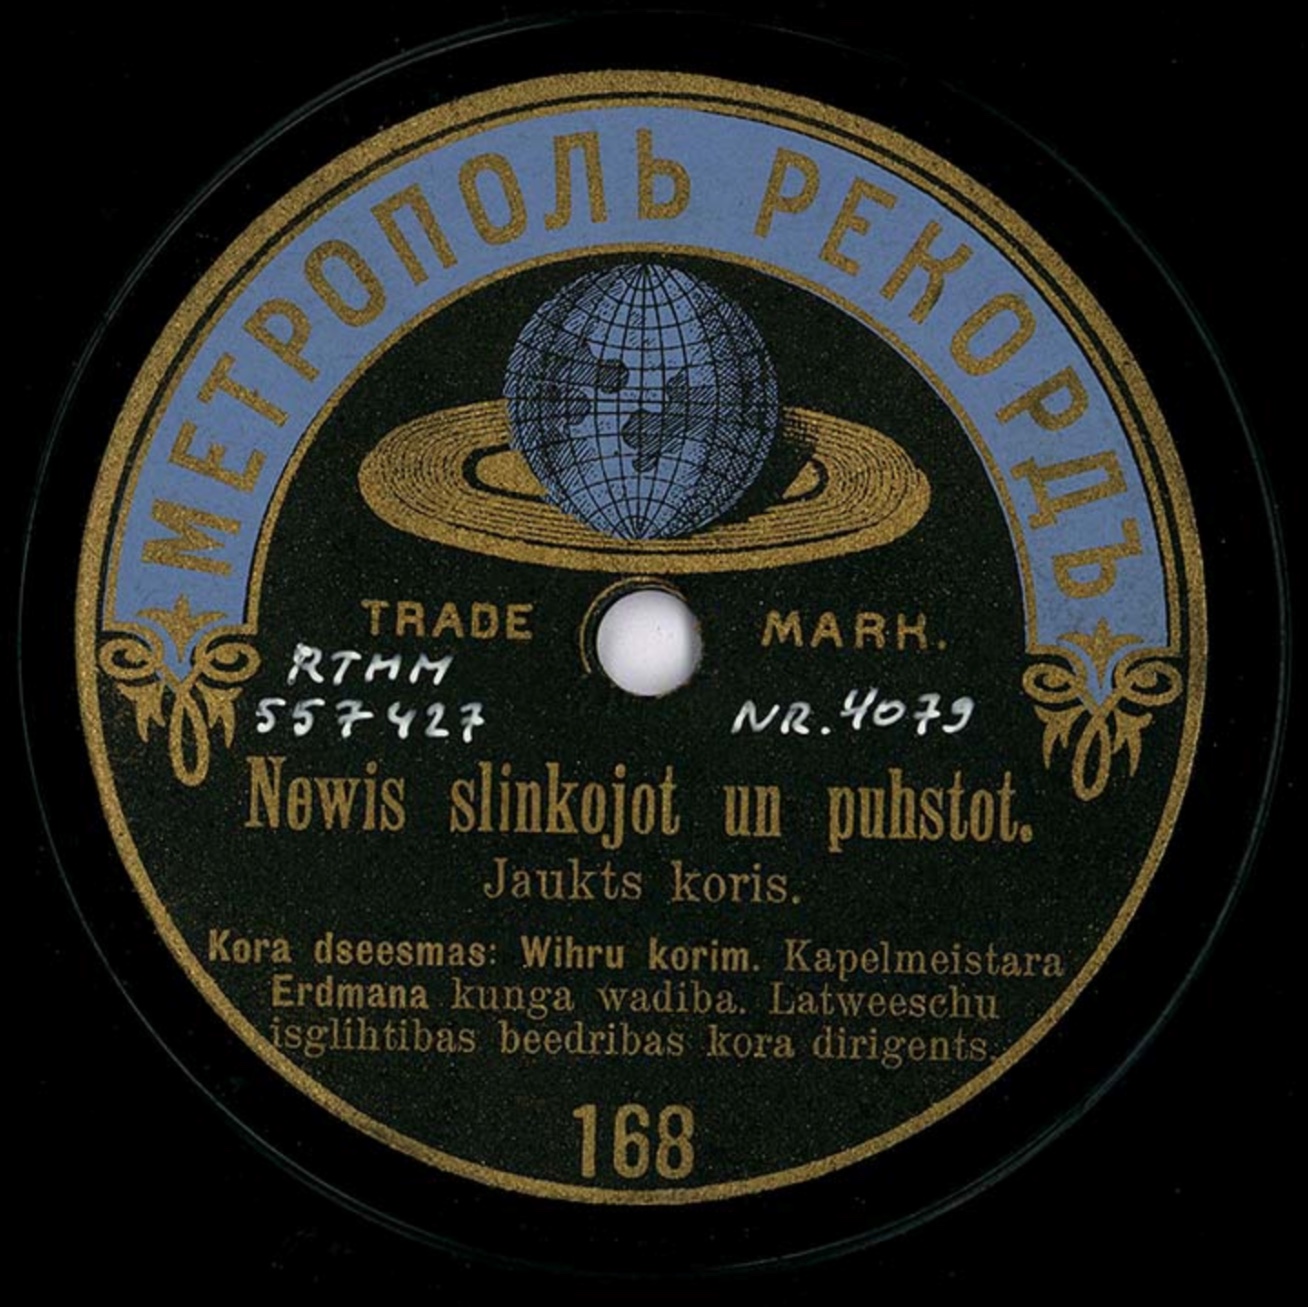 МЕТРОПОЛЬ РЕКОРДЪ
TRADE MARK.
RTMM
557427 NR. 4079
Newis slinkojot un puhstot.
Jaukts koris.
Kora dseesmas: Wihru korim. Kapelmeistara
Erdmana kunga wadiba. Latweeschu
isglihtibas beedribas kora dirigents.
168